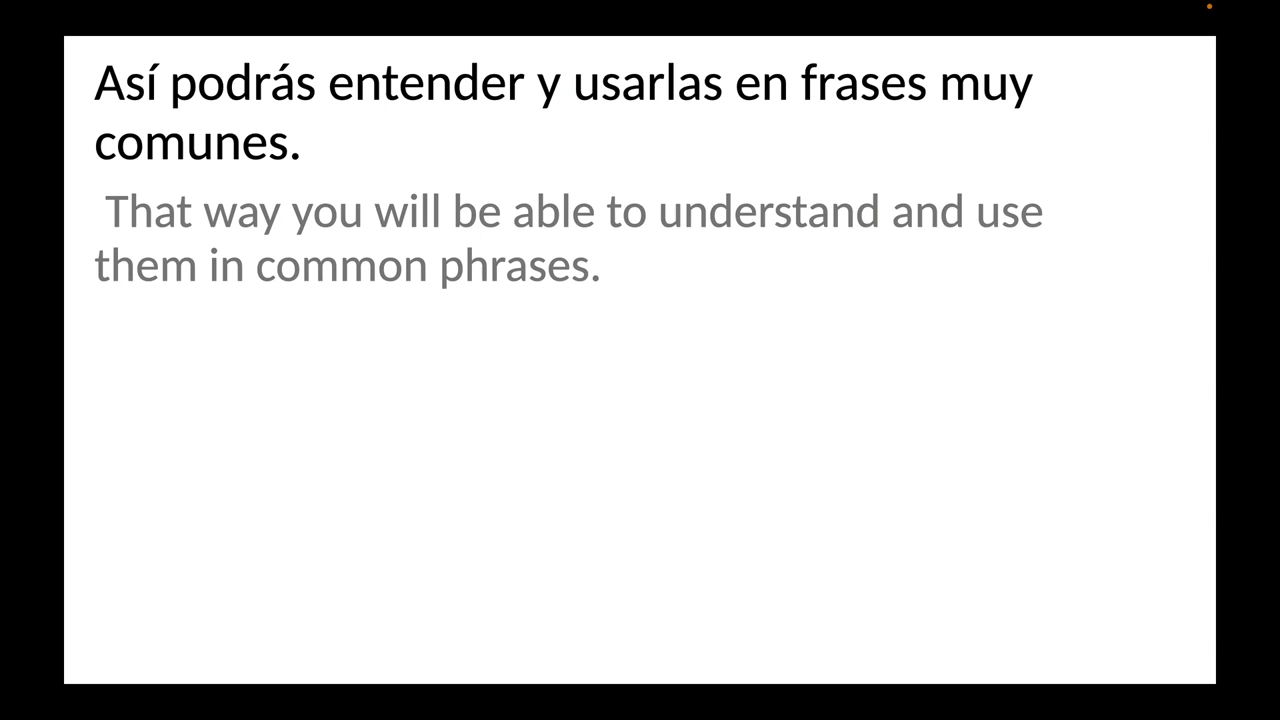 Así podrás entender y usarlas en frases muy
comunes.
That way you will be able to understand and use
them in common phrases.